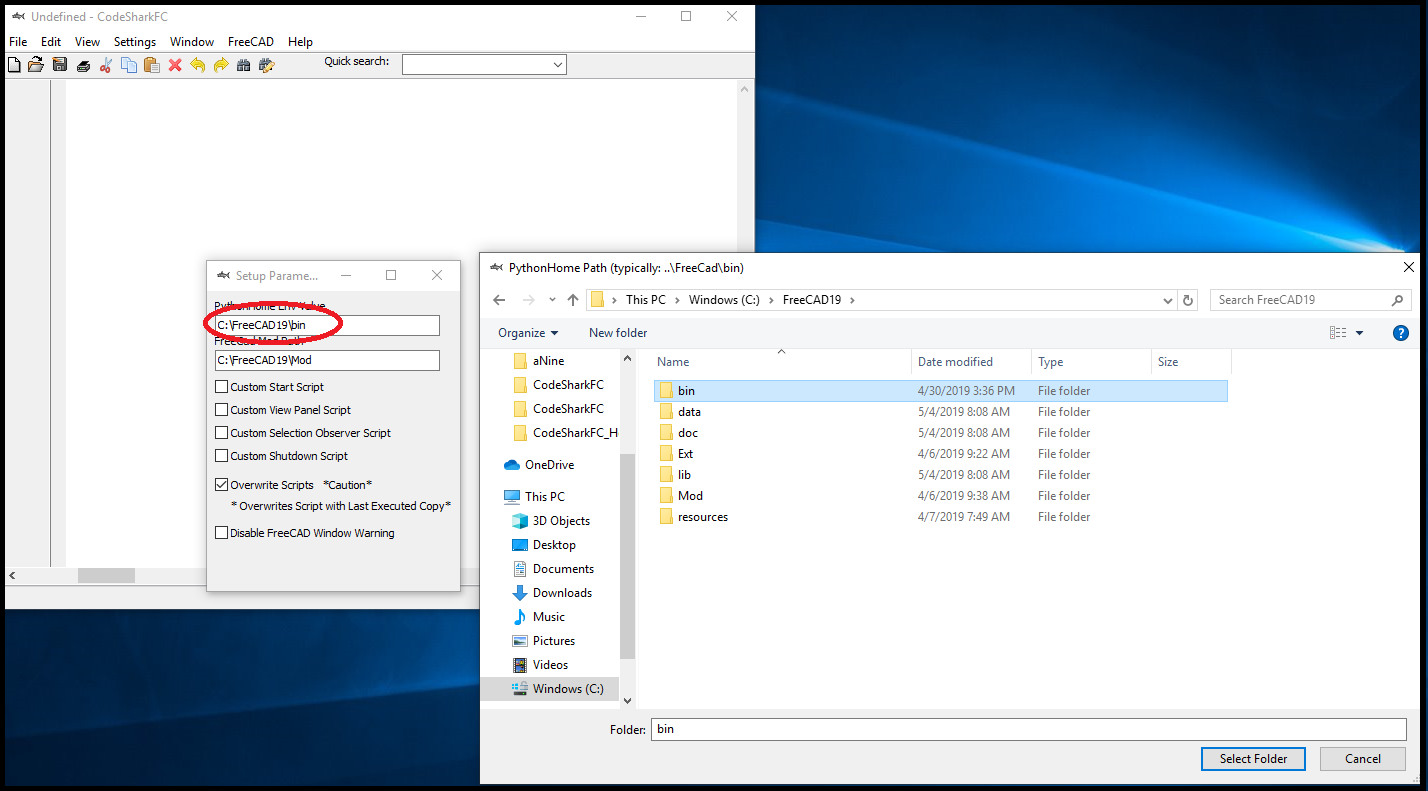 Undefined - CodeSharkFC
File Edit View Settings Window FreeCAD Help
Quick search:
Setup Parame...
PythonHome Env Value
C:\FreeCAD19\bin
FreeCad Mod Path
C:\FreeCAD19\Mod
Custom Start Script
Custom View Panel Script
Custom Selection Observer Script
Custom Shutdown Script
Overwrite Scripts *Caution*
* Overwrites Script with Last Executed Copy*
Disable FreeCAD Window Warning
PythonHome Path (typically: ..\FreeCad\bin)
This PC > Windows (C:) > FreeCAD19 >
Search FreeCAD19
Organize New folder
aNine
CodeSharkFC
CodeSharkFC
CodeSharkFC_H
OneDrive
This PC
3D Objects
Desktop
Documents
Downloads
Music
Pictures
Videos
Windows (C:)
Name Date modified Type Size
bin 4/30/2019 3:36 PM File folder
data 5/4/2019 8:08 AM File folder
doc 5/4/2019 8:08 AM File folder
Ext 4/6/2019 9:22 AM File folder
lib 5/4/2019 8:08 AM File folder
Mod 4/6/2019 9:38 AM File folder
resources 4/7/2019 7:49 AM File folder
Folder: bin
Select Folder Cancel